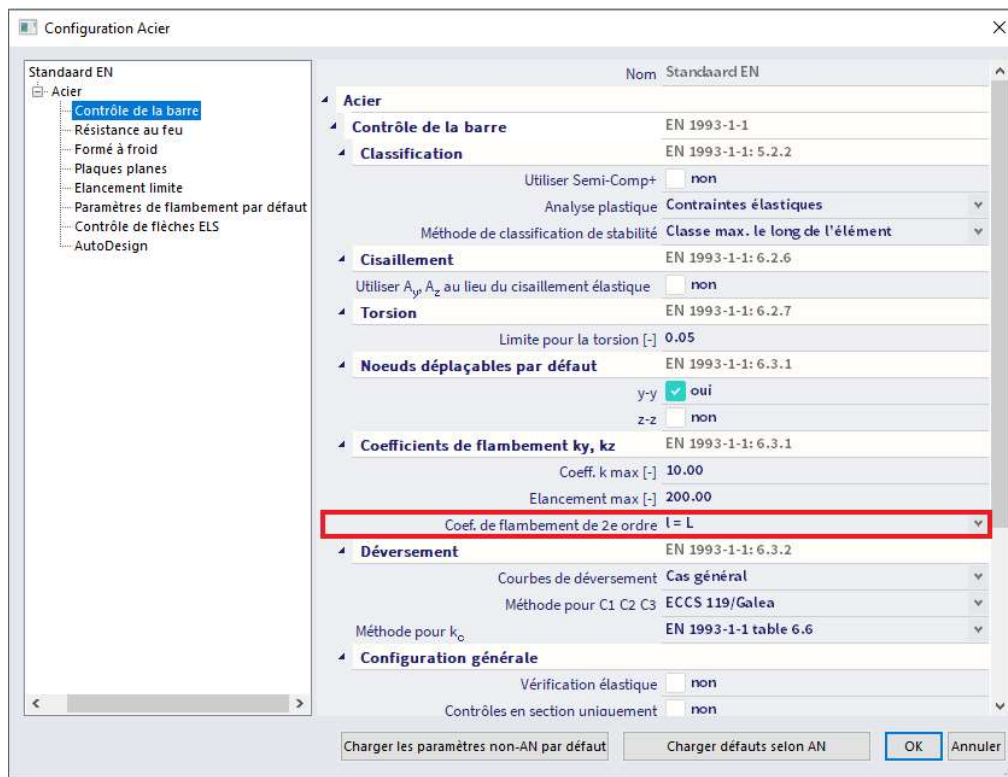 Configuration Acier
Standaard EN
Acier
Contrôle de la barre
Résistance au feu
Formé à froid
Plaques planes
Elancement limite
Paramètres de flambement par défaut
Contrôle de flèches ELS
AutoDesign
Nom Standaard EN
Acier
Contrôle de la barre EN 1993-1-1
Classification EN 1993-1-1: 5.2.2
Utiliser Semi-Comp+ non
Analyse plastique Contraintes élastiques
Méthode de classification de stabilité Classe max. le long de l'élément
Cisaillement EN 1993-1-1: 6.2.6
Utiliser Ay, Az au lieu du cisaillement élastique non
Torsion EN 1993-1-1: 6.2.7
Limite pour la torsion [-] 0.05
Noeuds déplaçables par défaut EN 1993-1-1: 6.3.1
y-y oui
z-z non
Coefficients de flambement ky, kz EN 1993-1-1: 6.3.1
Coeff. k max [-] 10.00
Elancement max [-] 200.00
Coef. de flambement de 2e ordre l = L
Déversement EN 1993-1-1: 6.3.2
Courbes de déversement Cas général
Méthode pour C1 C2 C3 ECCS 119/Galea
Méthode pour kc EN 1993-1-1 table 6.6
Configuration générale
Vérification élastique non
Contrôles en section uniquement non
Charger les paramètres non-AN par défaut Charger défauts selon AN OK Annuler